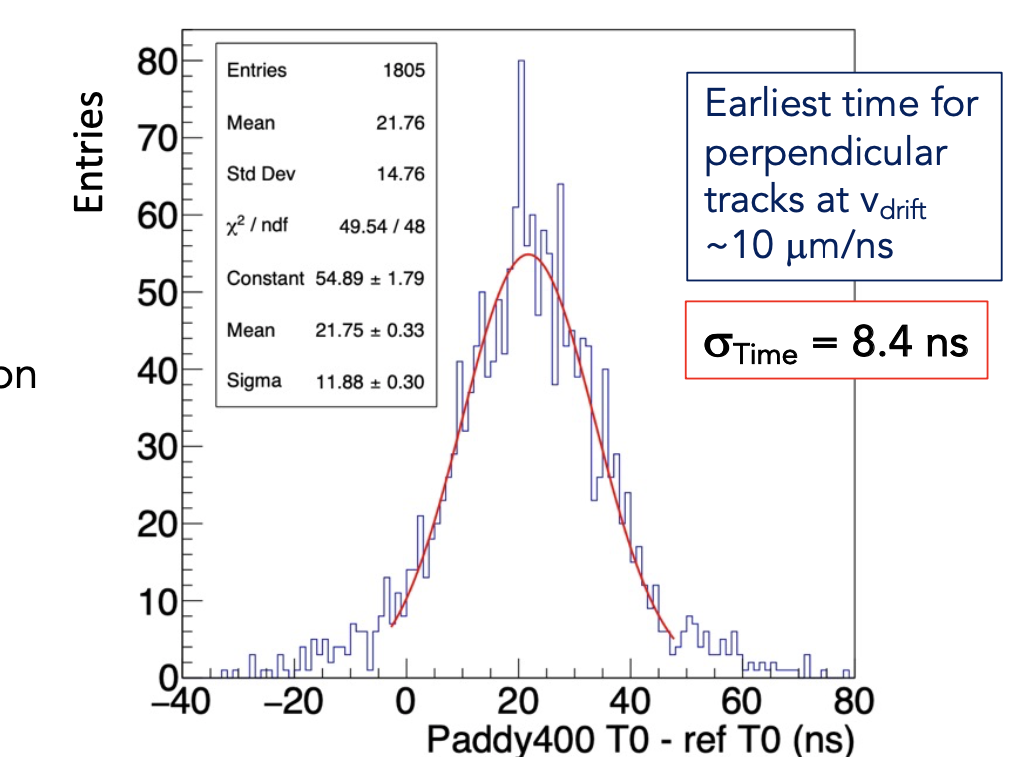 80
70
60
50
40
30
20
10
0
Entries
Entries 1805
Mean 21.76
Std Dev 14.76
χ² / ndf 49.54 / 48
Constant 54.89 ± 1.79
Mean 21.75 ± 0.33
Sigma 11.88 ± 0.30
Earliest time for
perpendicular
tracks at vdrift
~10 μm/ns
σTime = 8.4 ns
on
−40 −20 0 20 40 60 80
Paddy400 T0 - ref T0 (ns)